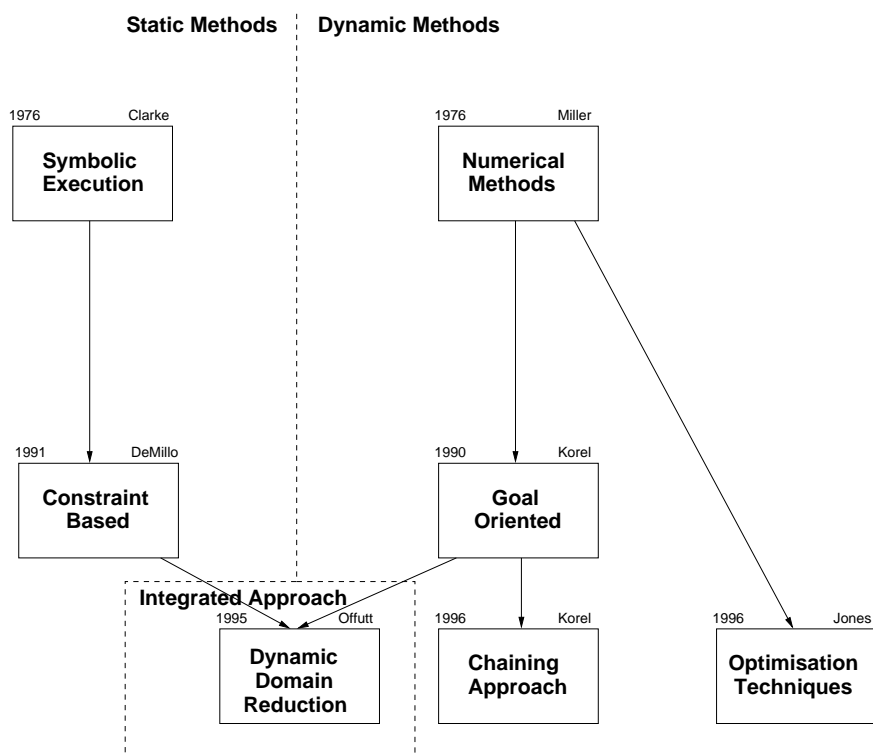 Static Methods
Dynamic Methods
1976
Clarke
Symbolic
Execution
1976
Miller
Numerical
Methods
1991
DeMillo
Constraint
Based
1990
Korel
Goal
Oriented
Integrated Approach
1995
Offutt
Dynamic
Domain
Reduction
1996
Korel
Chaining
Approach
1996
Jones
Optimisation
Techniques